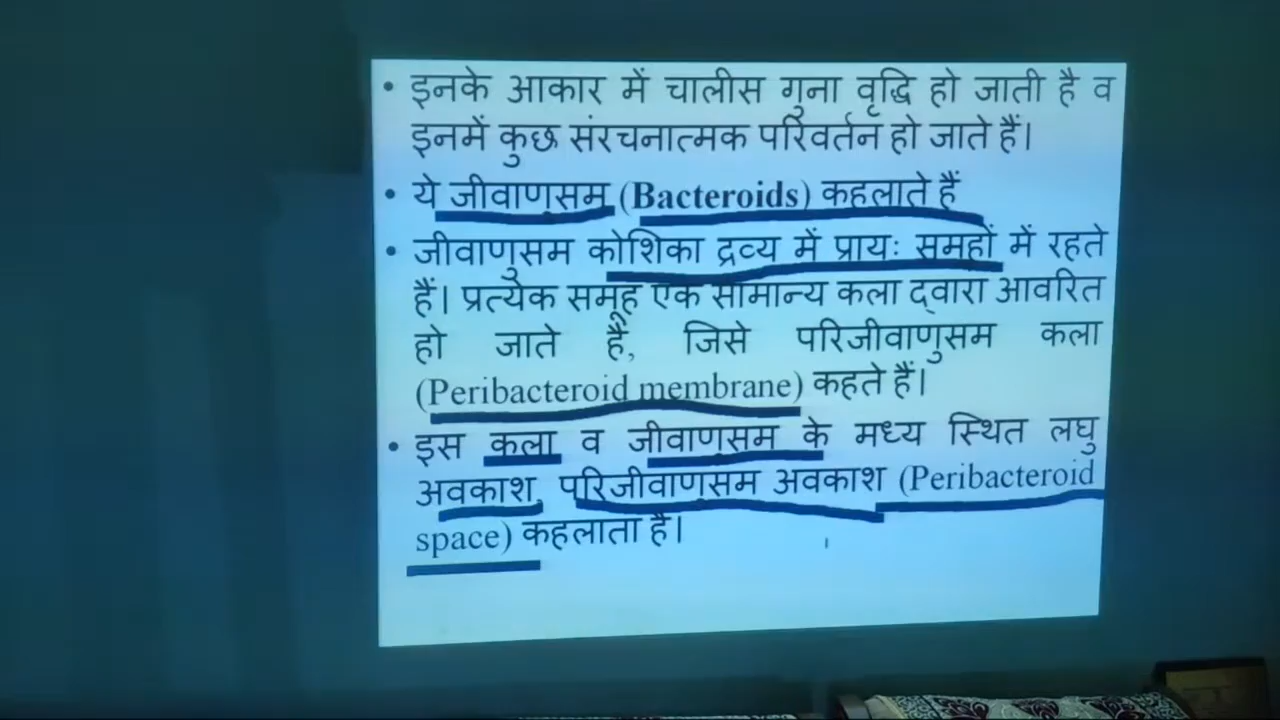 • इनके आकार में चालीस गुना वृद्धि हो जाती है व
इनमें कुछ संरचनात्मक परिवर्तन हो जाते हैं।
• ये जीवाणुसम (Bacteroids) कहलाते हैं
• जीवाणुसम कोशिका द्रव्य में प्रायः समूहों में रहते
हैं। प्रत्येक समूह एक सामान्य कला द्वारा आवरित
हो जाते हैं, जिसे परिजीवाणुसम कला
(Peribacteroid membrane) कहते हैं।
• इस कला व जीवाणुसम के मध्य स्थित लघु
अवकाश, परिजीवाणुसम अवकाश (Peribacteroid
space) कहलाता है।